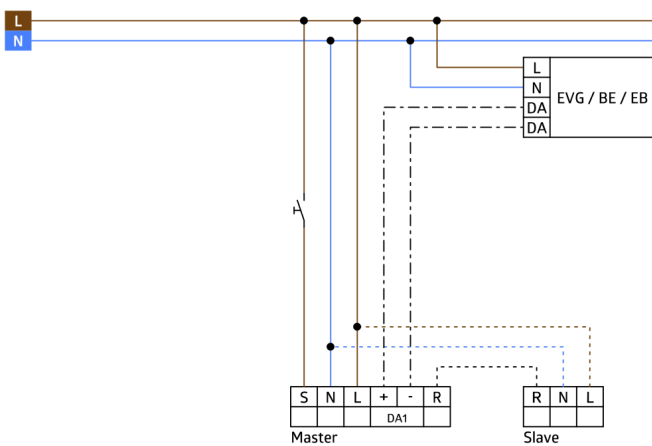 L
N
L
N
DA
DA
EVG / BE / EB
S N L + - R
DA1
Master
R N L
Slave